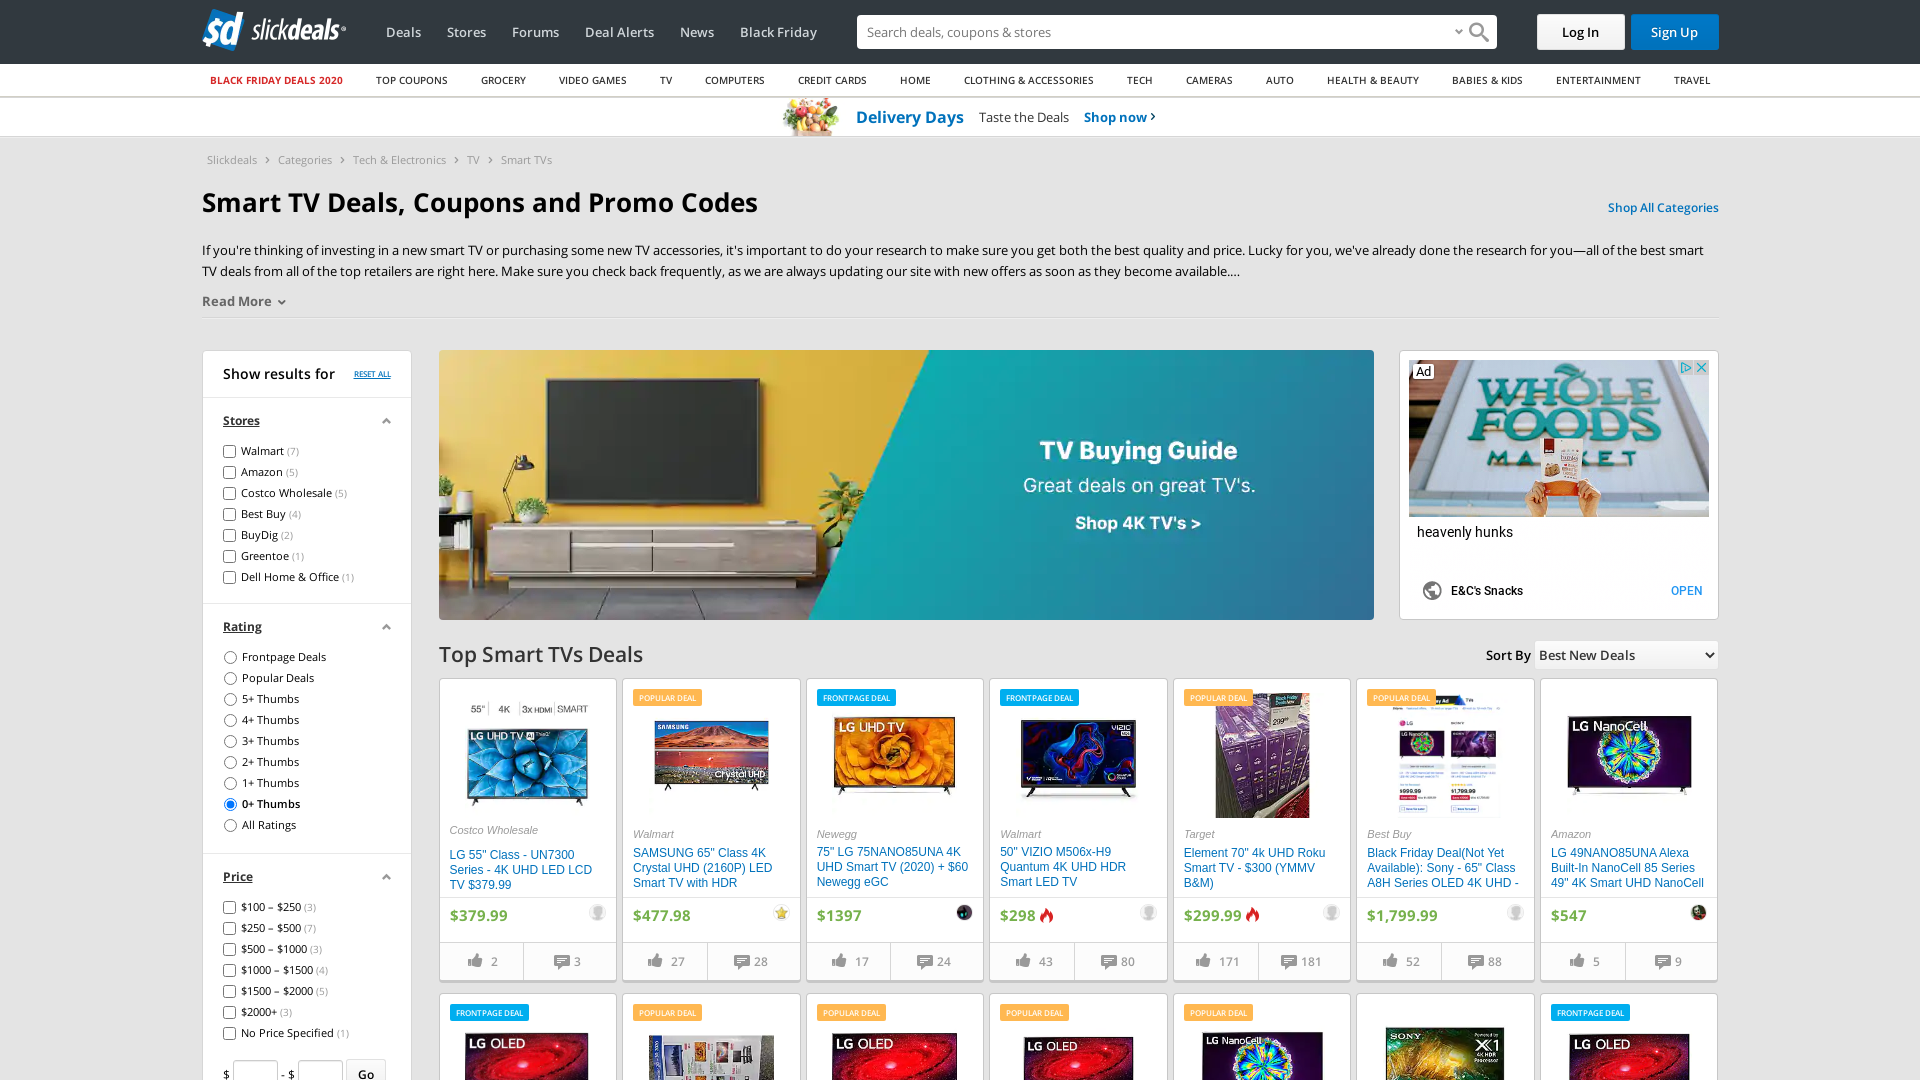 sd slickdeals
Deals
Stores
Forums
Deal Alerts
News
Black Friday
Search deals, coupons & stores
Log In
Sign Up
BLACK FRIDAY DEALS 2020
TOP COUPONS
GROCERY
VIDEO GAMES
TV
COMPUTERS
CREDIT CARDS
HOME
CLOTHING & ACCESSORIES
TECH
CAMERAS
AUTO
HEALTH & BEAUTY
BABIES & KIDS
ENTERTAINMENT
TRAVEL
Delivery Days Taste the Deals Shop now
Slickdeals > Categories > Tech & Electronics > TV > Smart TVs
Smart TV Deals, Coupons and Promo Codes
Shop All Categories
If you're thinking of investing in a new smart TV or purchasing some new TV accessories, it's important to do your research to make sure you get both the best quality and price. Lucky for you, we've already done the research for you—all of the best smart
TV deals from all of the top retailers are right here. Make sure you check back frequently, as we are always updating our site with new offers as soon as they become available.…
Read More
Show results for RESET ALL
Stores
Walmart (7)
Amazon (5)
Costco Wholesale (5)
Best Buy (4)
BuyDig (2)
Greentoe (1)
Dell Home & Office (1)
Rating
Frontpage Deals
Popular Deals
5+ Thumbs
4+ Thumbs
3+ Thumbs
2+ Thumbs
1+ Thumbs
0+ Thumbs
All Ratings
Price
$100 – $250 (3)
$250 – $500 (7)
$500 – $1000 (3)
$1000 – $1500 (4)
$1500 – $2000 (5)
$2000+ (3)
No Price Specified (1)
$ - $ Go
TV Buying Guide
Great deals on great TV's.
Shop 4K TV's >
Ad
WHOLE
FOODS
MARKET
heavenly hunks
E&C's Snacks
OPEN
Top Smart TVs Deals
Sort By Best New Deals
55" 4K 3x HDMI SMART
LG UHD TV AI ThinQ
Costco Wholesale
LG 55" Class - UN7300
Series - 4K UHD LED LCD
TV $379.99
$379.99
2
3
POPULAR DEAL
SAMSUNG
Crystal UHD
Walmart
SAMSUNG 65" Class 4K
Crystal UHD (2160P) LED
Smart TV with HDR
$477.98
27
28
FRONTPAGE DEAL
LG UHD TV
Newegg
75" LG 75NANO85UNA 4K
UHD Smart TV (2020) + $60
Newegg eGC
$1397
17
24
FRONTPAGE DEAL
VIZIO
Walmart
50" VIZIO M506x-H9
Quantum 4K UHD HDR
Smart LED TV
$298
43
80
POPULAR DEAL
299
Target
Element 70" 4k UHD Roku
Smart TV - $300 (YMMV
B&M)
$299.99
171
181
POPULAR DEAL
LG
SONY
$999.99
$1,799.99
Best Buy
Black Friday Deal(Not Yet
Available): Sony - 65" Class
A8H Series OLED 4K UHD -
$1,799.99
52
88
LG NanoCell
Amazon
LG 49NANO85UNA Alexa
Built-In NanoCell 85 Series
49" 4K Smart UHD NanoCell
$547
5
9
FRONTPAGE DEAL
LG OLED
POPULAR DEAL
POPULAR DEAL
LG OLED
POPULAR DEAL
LG OLED
POPULAR DEAL
LG NanoCell
SONY
Powered by
X1
4K HDR
Processor
FRONTPAGE DEAL
LG OLED